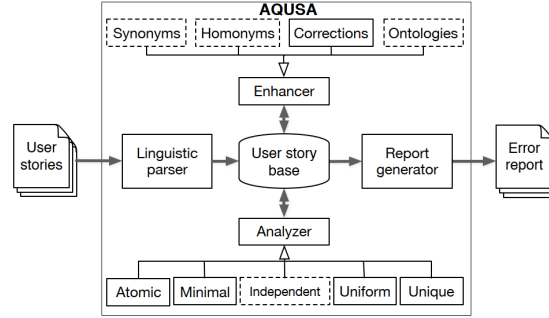 AQUSA
Synonyms
Homonyms
Corrections
Ontologies
Enhancer
User
stories
Linguistic
parser
User story
base
Report
generator
Error
report
Analyzer
Atomic
Minimal
Independent
Uniform
Unique